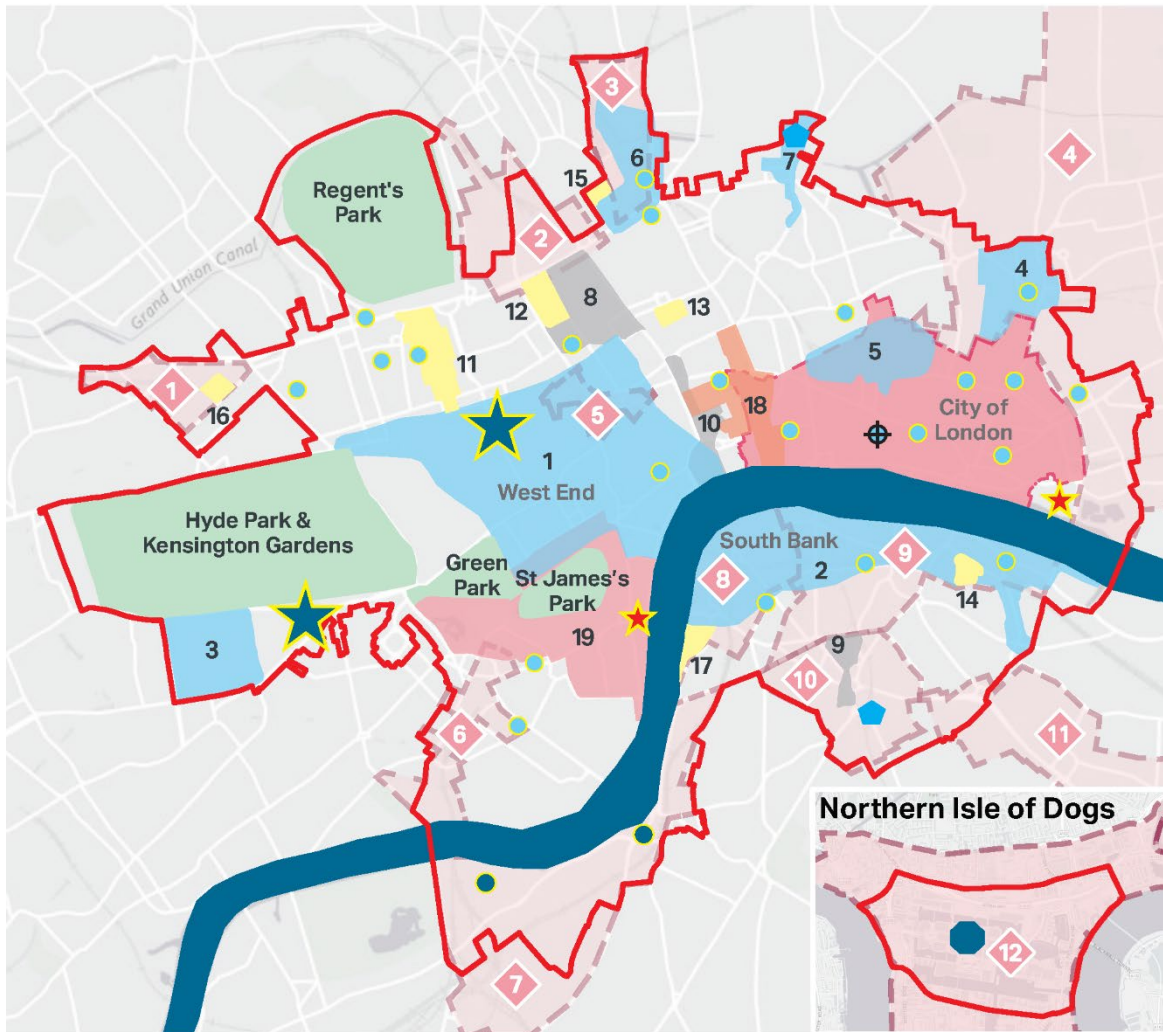 3
4
6
7
15
Regent's
Park
2
4
Grand Union Canal
8
12
13
5
11
1
16
5
18
10
City of
London
1
West End
Hyde Park &
Kensington Gardens
South Bank
9
Green
Park
St James's
Park
8
2
14
19
3
17
9
10
6
11
Northern Isle of Dogs
12
7